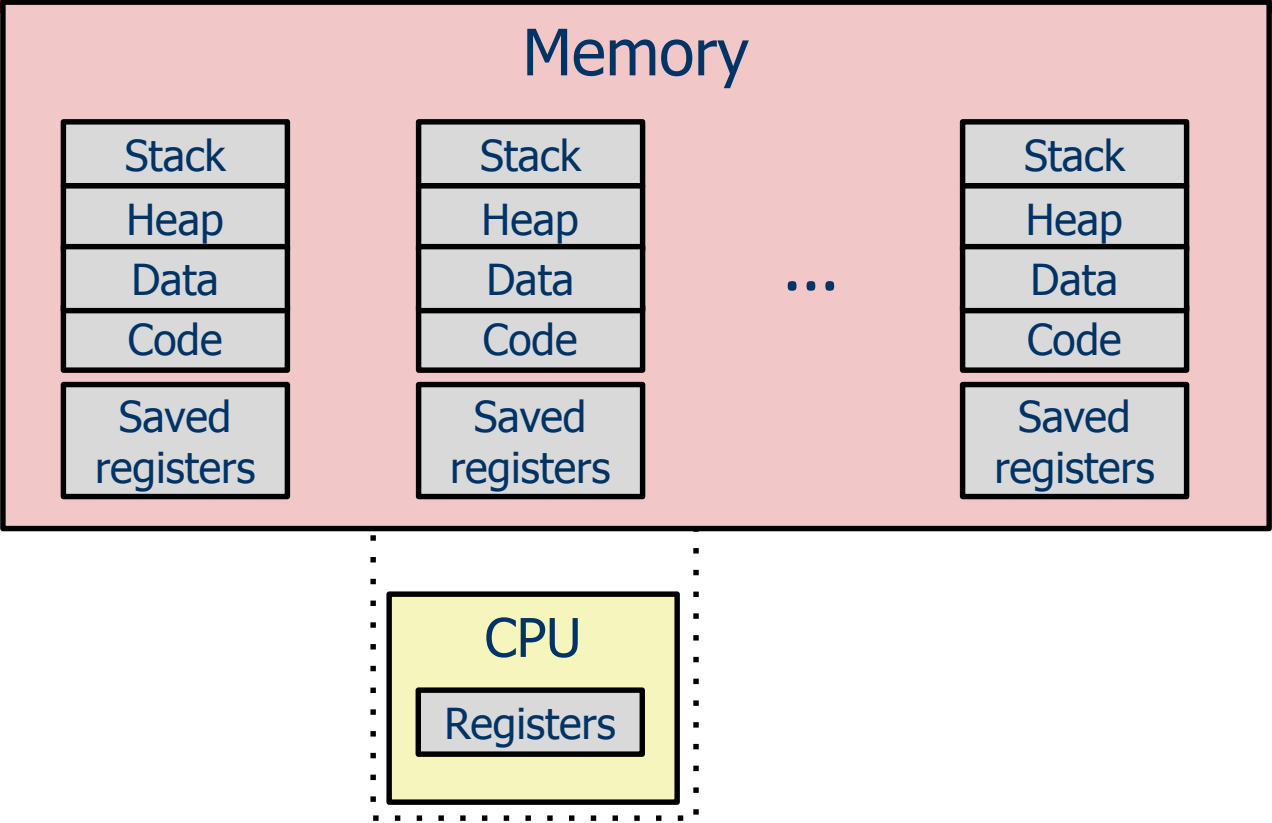 Memory
Stack
Heap
Data
Code
Saved
registers
Stack
Heap
Data
Code
Saved
registers
...
Stack
Heap
Data
Code
Saved
registers
CPU
Registers